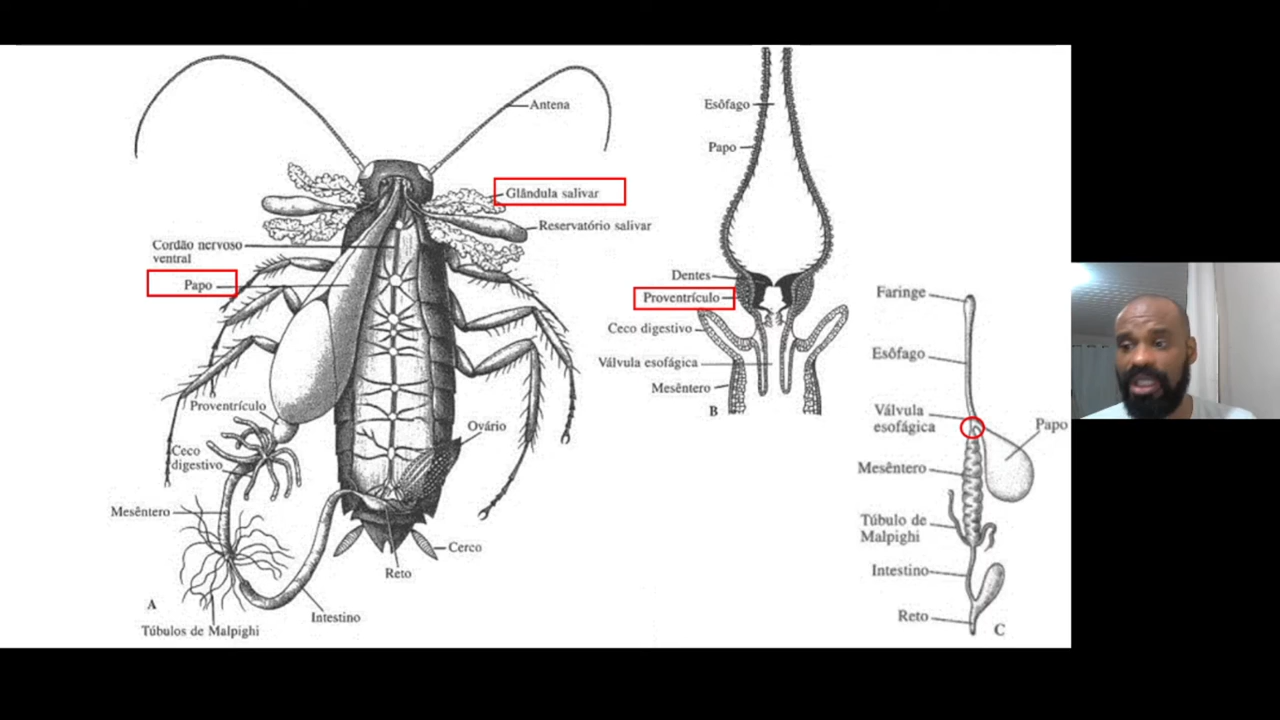 Antena
Glândula salivar
Reservatório salivar
Cordão nervoso
ventral
Papo
Proventrículo
Ceco
digestivo
Ovário
Mesêntero
Cerco
Reto
Intestino
A
Túbulos de Malpighi
Esôfago
Papo
Dentes
Proventrículo
Ceco digestivo
Válvula esofágica
Mesêntero
B
Faringe
Esôfago
Válvula
esofágica
Papo
Mesêntero
Túbulo de
Malpighi
Intestino
Reto
C